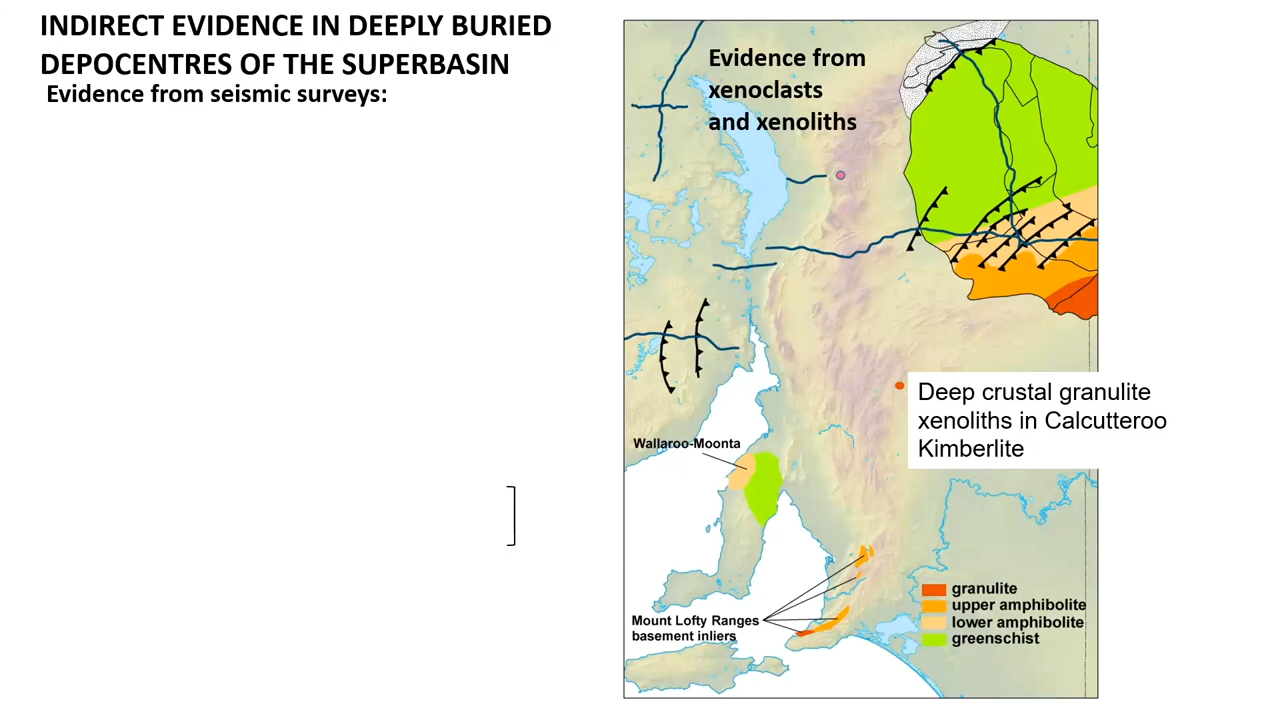 INDIRECT EVIDENCE IN DEEPLY BURIED
DEPOCENTRES OF THE SUPERBASIN
Evidence from seismic surveys:
Evidence from
xenoclasts
and xenoliths
Deep crustal granulite
xenoliths in Calcutteroo
Kimberlite
Wallaroo-Moonta
Mount Lofty Ranges
basement inliers
granulite
upper amphibolite
lower amphibolite
greenschist